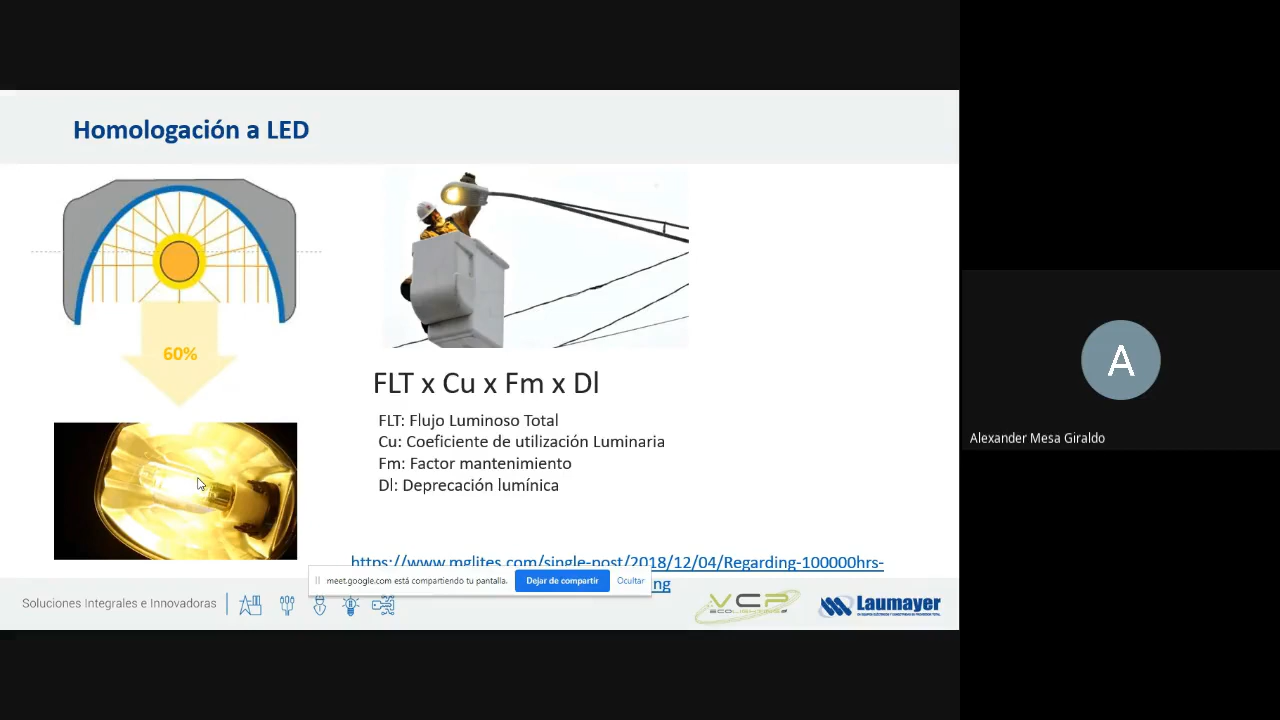 Homologación a LED
60%
FLT x Cu x Fm x Dl
FLT: Flujo Luminoso Total
Cu: Coeficiente de utilización Luminaria
Fm: Factor mantenimiento
Dl: Deprecación lumínica
https://www.mglites.com/single-post/2018/12/04/Regarding-100000hrs-
ng
meet.google.com está compartiendo tu pantalla.
Dejar de compartir
Ocultar
Soluciones Integrales e Innovadoras
VCP
ECOLIGHTING
Laumayer
A
Alexander Mesa Giraldo